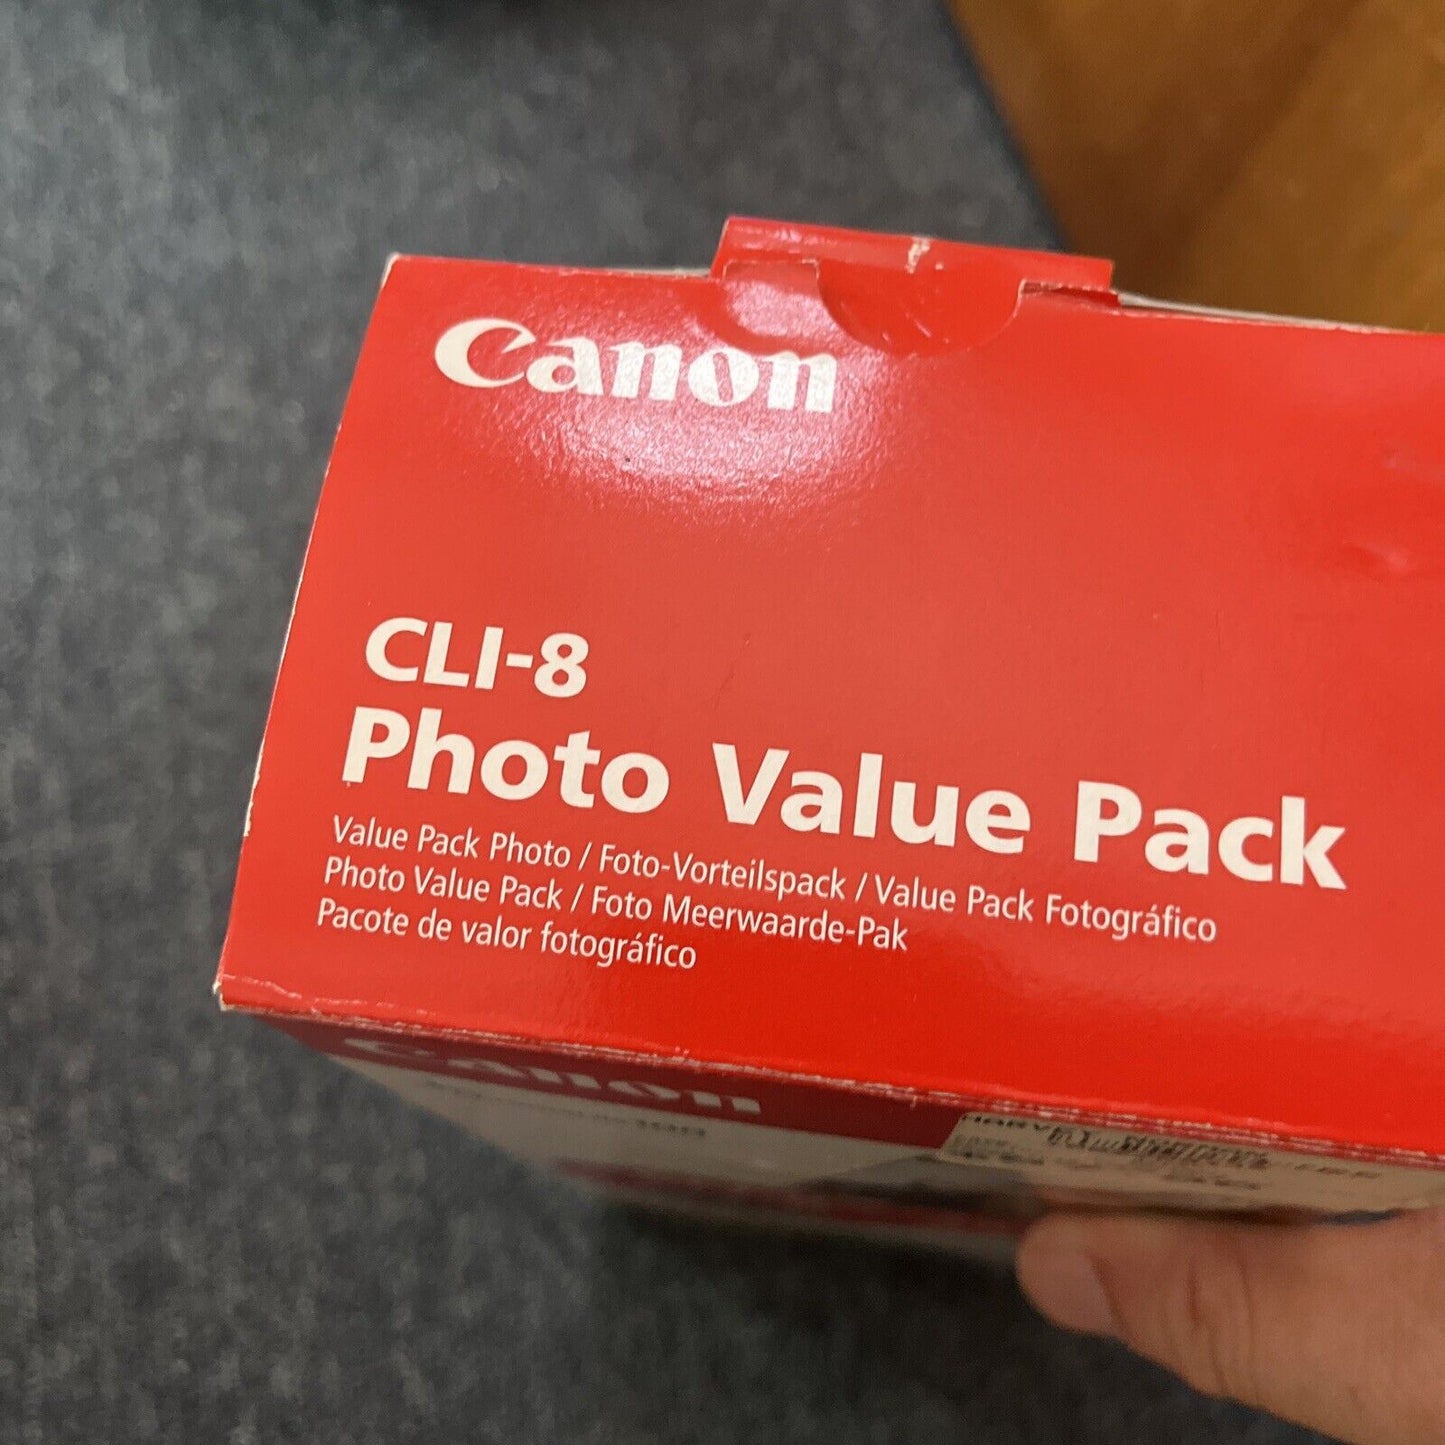 Canon
CLI-8
Photo Value Pack
Value Pack Photo / Foto-Vorteilspack / Value Pack Fotográfico
Photo Value Pack / Foto Meerwaarde-Pak
Pacote de valor fotográfico
Canon